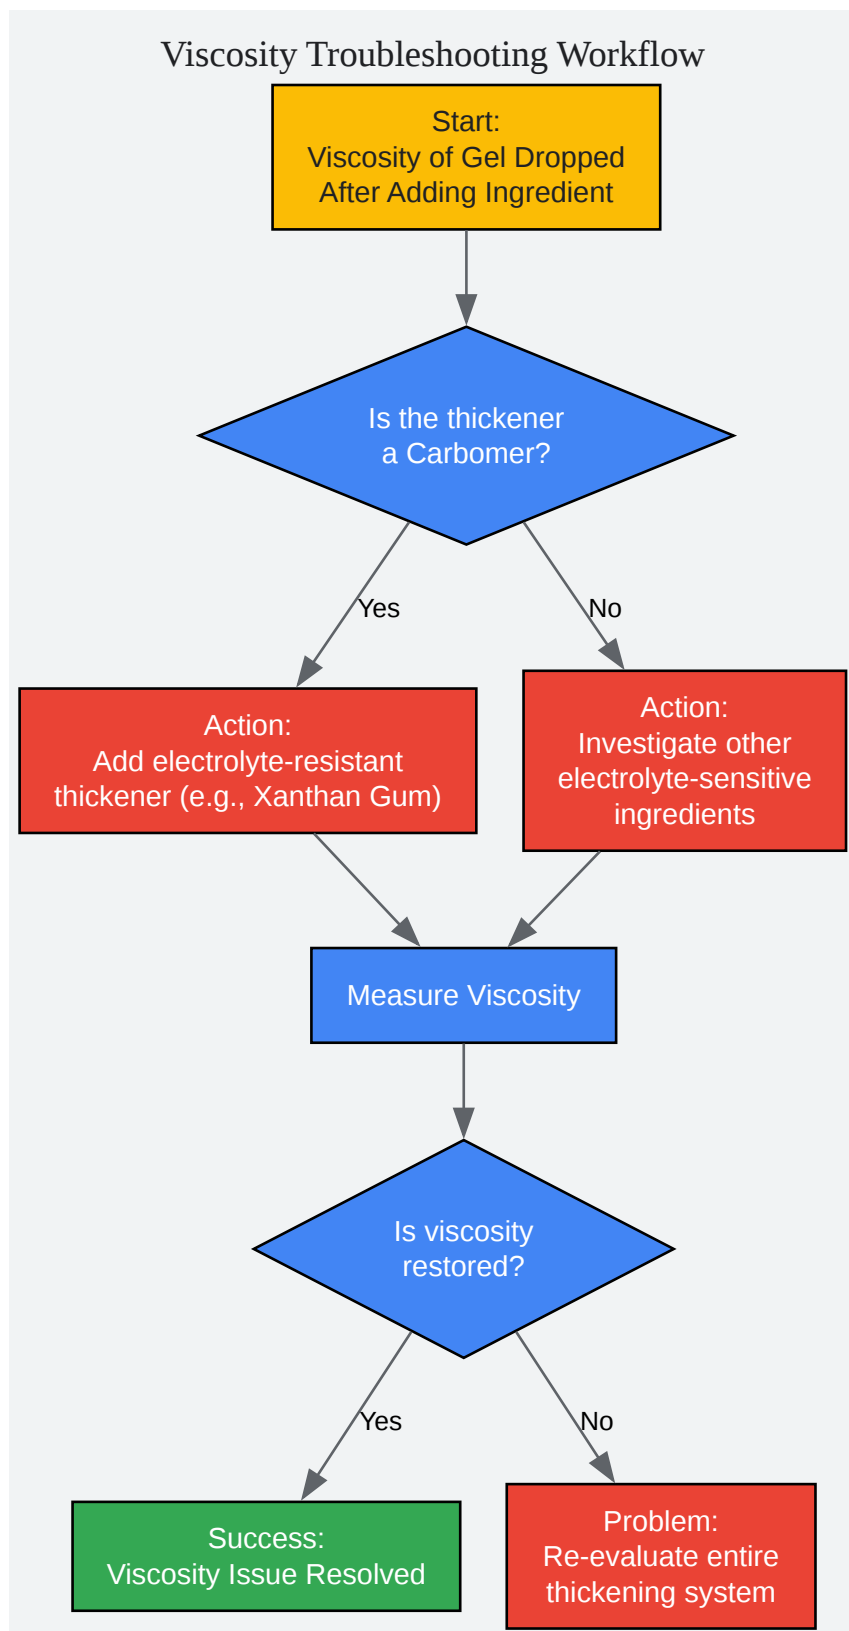 Viscosity Troubleshooting Workflow
Start:
Viscosity of Gel Dropped
After Adding Ingredient
Is the thickener
a Carbomer?
Yes
No
Action:
Add electrolyte-resistant
thickener (e.g., Xanthan Gum)
Action:
Investigate other
electrolyte-sensitive
ingredients
Measure Viscosity
Is viscosity
restored?
Yes
No
Success:
Viscosity Issue Resolved
Problem:
Re-evaluate entire
thickening system